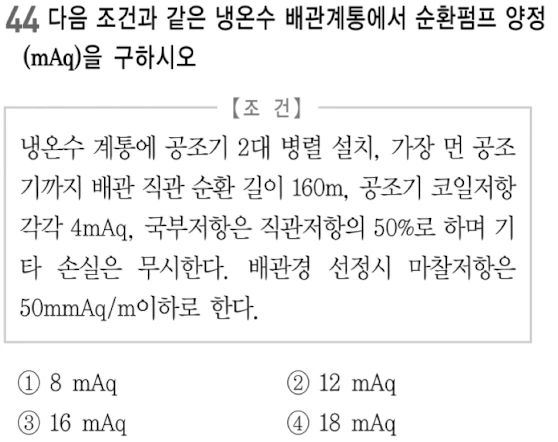 44 다음 조건과 같은 냉온수 배관계통에서 순환펌프 양정
(mAq)을 구하시오
【조 건】
냉온수 계통에 공조기 2대 병렬 설치, 가장 먼 공조
기까지 배관 직관 순환 길이 160m, 공조기 코일저항
각각 4mAq, 국부저항은 직관저항의 50%로 하며 기
타 손실은 무시한다. 배관경 선정시 마찰저항은
50mmAq/m이하로 한다.
① 8 mAq ② 12 mAq
③ 16 mAq ④ 18 mAq